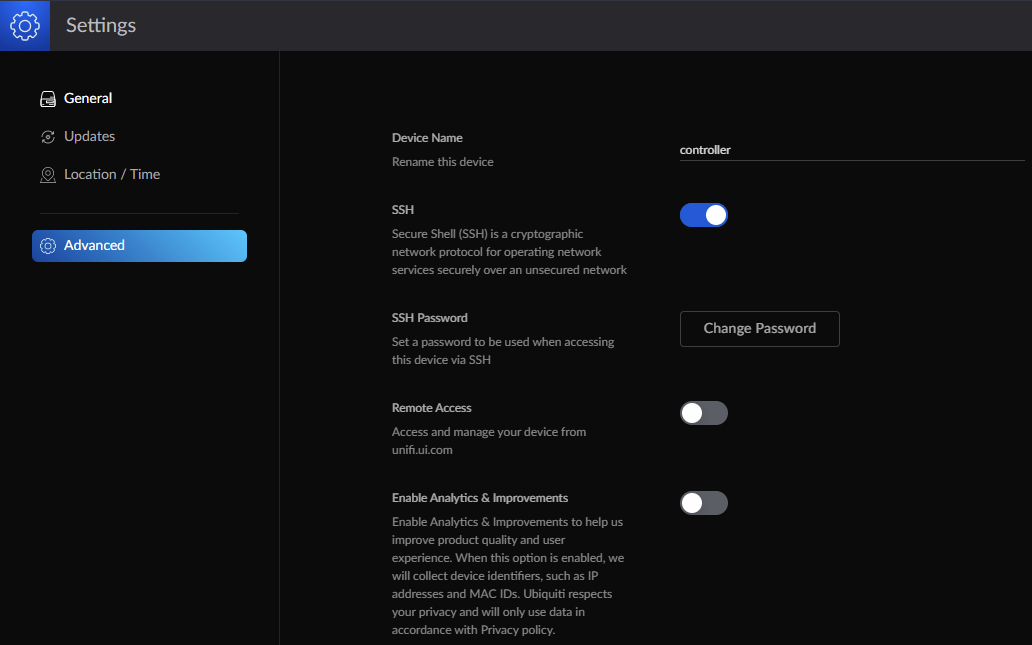 Settings
General
Updates
Location / Time
Advanced
Device Name
Rename this device
controller
SSH
Secure Shell (SSH) is a cryptographic
network protocol for operating network
services securely over an unsecured network
SSH Password
Set a password to be used when accessing
this device via SSH
Change Password
Remote Access
Access and manage your device from
unifi.ui.com
Enable Analytics & Improvements
Enable Analytics & Improvements to help us
improve product quality and user
experience. When this option is enabled, we
will collect device identifiers, such as IP
addresses and MAC IDs. Ubiquiti respects
your privacy and will only use data in
accordance with Privacy policy.